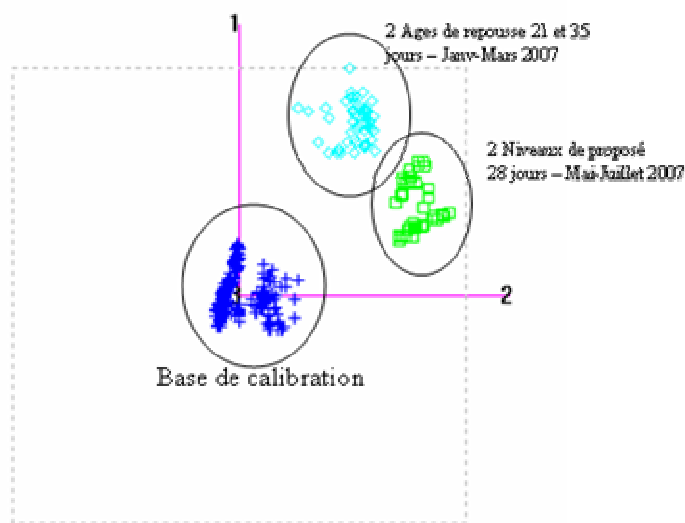 1
2 Ages de repousse 21 et 35
jours – Janv-Mars 2007
2 Niveaux de proposé
28 jours – Mai-Juillet 2007
2
Base de calibration